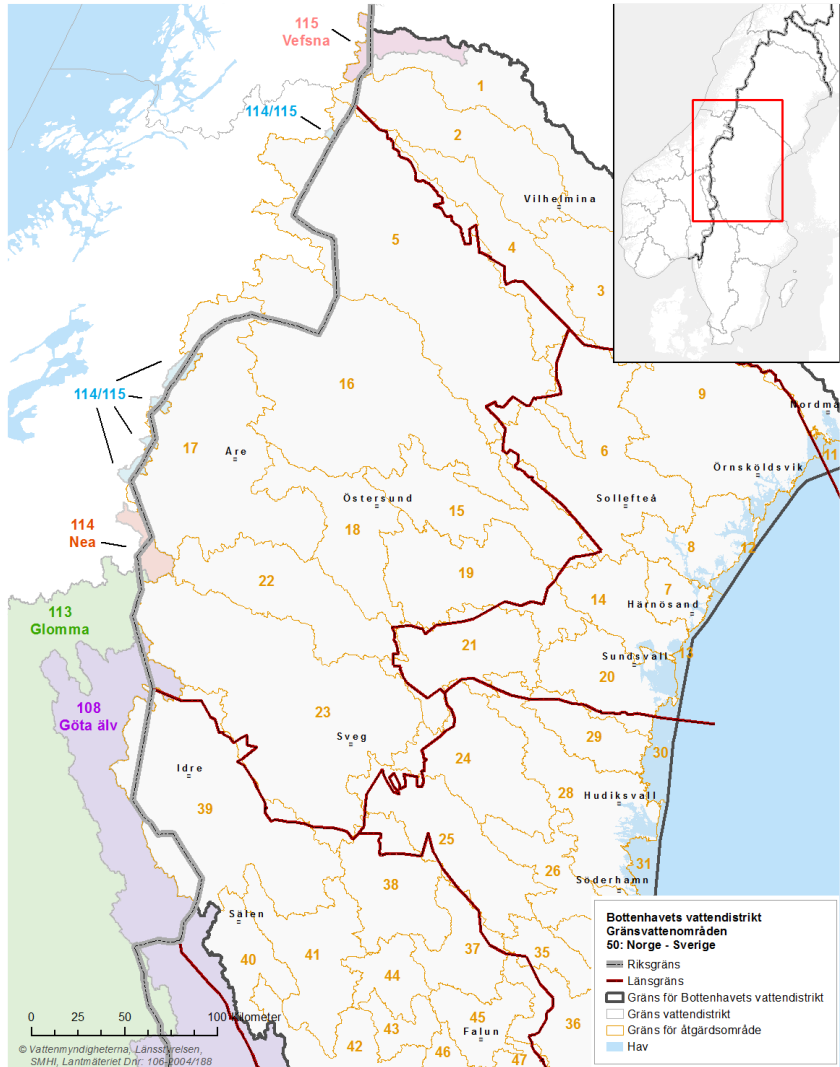 115
Vefsna
1
114/115
2
Vilhelmina
5
4
3
16
9
114/115
Nordma
17
Åre
6
11
Örnsköldsvik
Östersund
15
Sollefteå
18
114
Nea
8
12
19
22
14
7
113
Glomma
Härnösand
21
13
Sundsvall
20
108
Göta älv
23
Sveg
24
29
30
Idre
28
Hudiksvall
39
25
31
26
38
Söderhamn
Sälen
41
37
35
40
44
43
45
36
Falun
42
46
47
0 50 100 kilometer
© Vattenmyndigheterna, Länsstyrelsen,
SMHI, Lantmäteriet Dnr: 106-2004/188
Bottenhavets vattendistrikt
Gränsvattenområden
50: Norge - Sverige
Riksgräns
Länsgräns
Gräns för Bottenhavets vattendistrikt
Gräns vattendistrikt
Gräns för åtgärdsområde
Hav